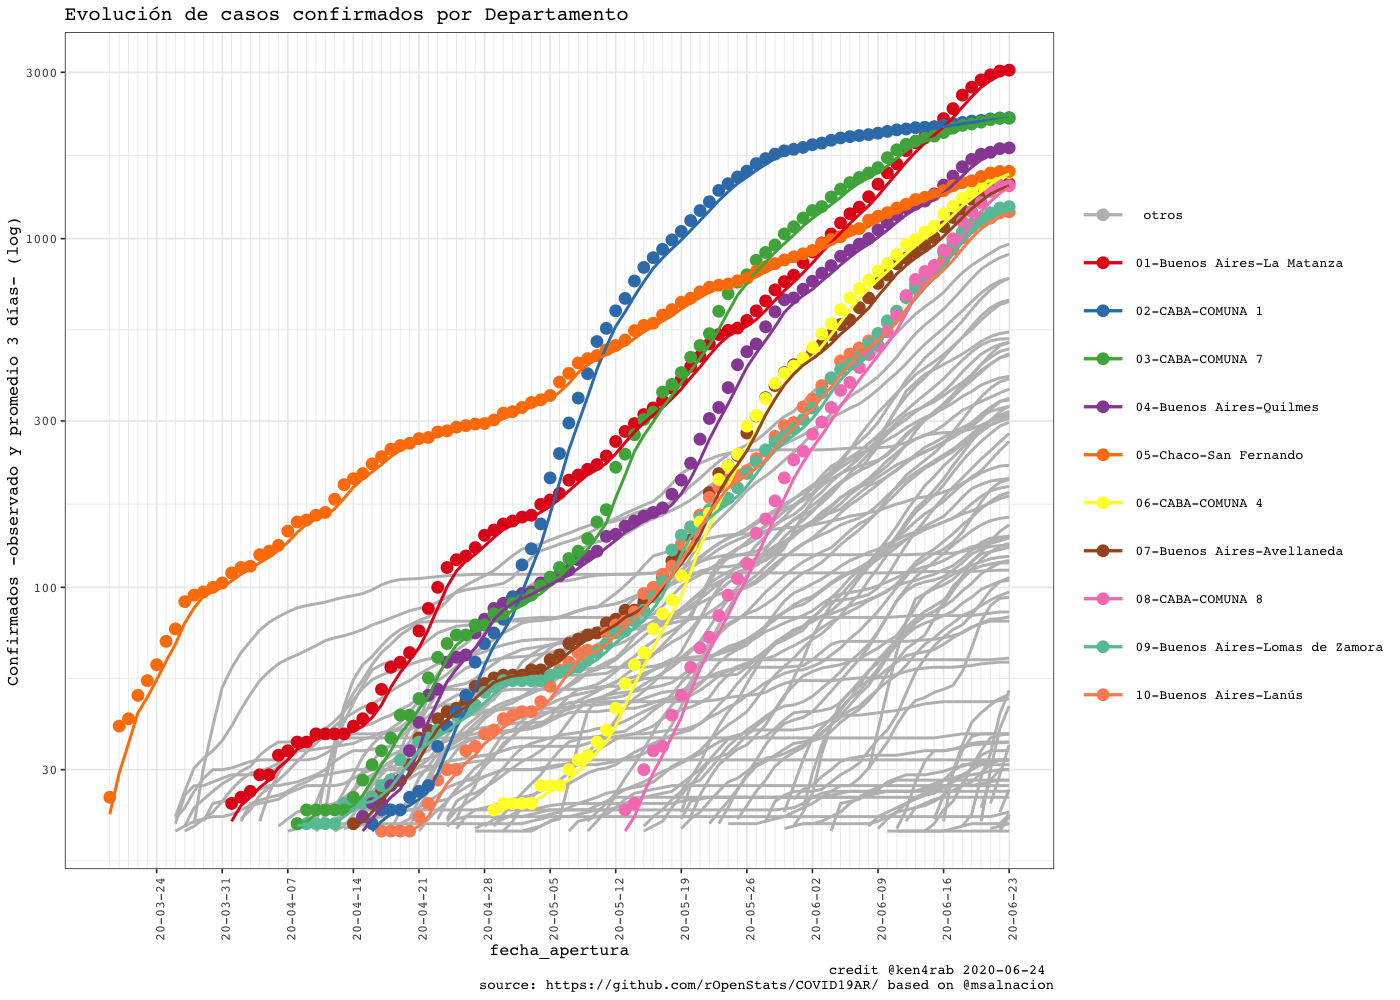 Evolución de casos confirmados por Departamento
Confirmados -observado y promedio 3 días- (log)
3000
1000
300
100
30
20-03-24
20-03-31
20-04-07
20-04-14
20-04-21
20-04-28
20-05-05
20-05-12
20-05-19
20-05-26
20-06-02
20-06-09
20-06-16
20-06-23
fecha_apertura
otros
01-Buenos Aires-La Matanza
02-CABA-COMUNA 1
03-CABA-COMUNA 7
04-Buenos Aires-Quilmes
05-Chaco-San Fernando
06-CABA-COMUNA 4
07-Buenos Aires-Avellaneda
08-CABA-COMUNA 8
09-Buenos Aires-Lomas de Zamora
10-Buenos Aires-Lanús
credit @ken4rab 2020-06-24
source: https://github.com/rOpenStats/COVID19AR/ based on @msalnacion